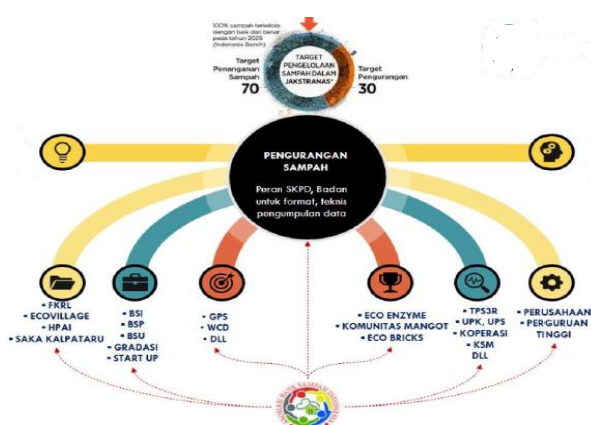 100% sampah terkelola
dengan baik dan benar
pada tahun 2025
(Indonesia Bersih)
Target
Penanganan
Sampah
70
TARGET
PENGELOLAAN
SAMPAH DALAM
JAKSTRANAS*
Target
Pengurangan
30
PENGURANGAN
SAMPAH
Peran SKPD, Badan
untuk format, teknis
pengumpulan data
- FKRL
- ECOVILLAGE
- HPAI
- SAKA KALPATARU
- BSI
- BSP
- BSU
- GRADASI
- START UP
- GPS
- WCD
- DLL
- ECO ENZYME
- KOMUNITAS MANGOT
- ECO BRICKS
- TPS3R
- UPK, UPS
- KOPERASI
- KSM
DLL
- PERUSAHAAN
- PERGURUAN
TINGGI
BANK SAMPAH INDONESIA